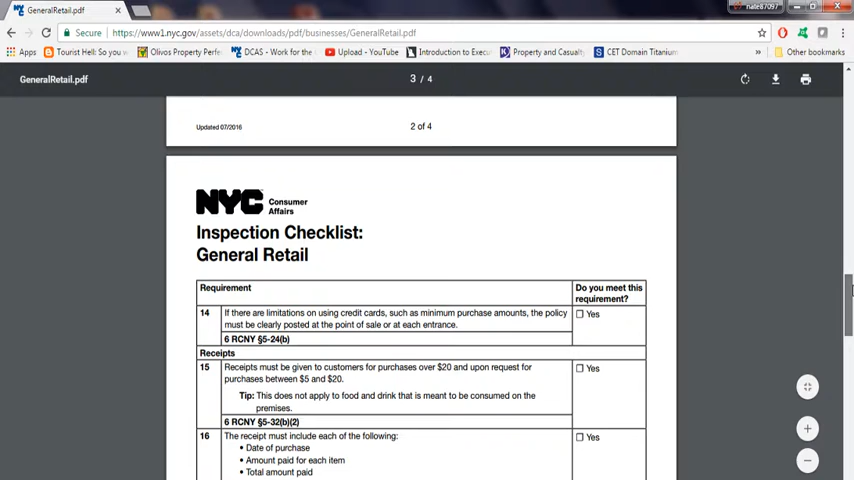 GeneralRetail.pdf
nate87097
Secure https://www1.nyc.gov/assets/dca/downloads/pdf/businesses/GeneralRetail.pdf
Apps Tourist Hell: So you w Olivos Property Perfe DCAS - Work for the Upload - YouTube Introduction to Execu Property and Casualty CET Domain Titanium » Other bookmarks
GeneralRetail.pdf 3 / 4
Updated 07/2016 2 of 4
NYC Consumer
Affairs
Inspection Checklist:
General Retail
Requirement Do you meet this
requirement?
14 If there are limitations on using credit cards, such as minimum purchase amounts, the policy Yes
must be clearly posted at the point of sale or at each entrance.
6 RCNY §5-24(b)
Receipts
15 Receipts must be given to customers for purchases over $20 and upon request for Yes
purchases between $5 and $20.
Tip: This does not apply to food and drink that is meant to be consumed on the
premises.
6 RCNY §5-32(b)(2)
16 The receipt must include each of the following: Yes
• Date of purchase
• Amount paid for each item
• Total amount paid